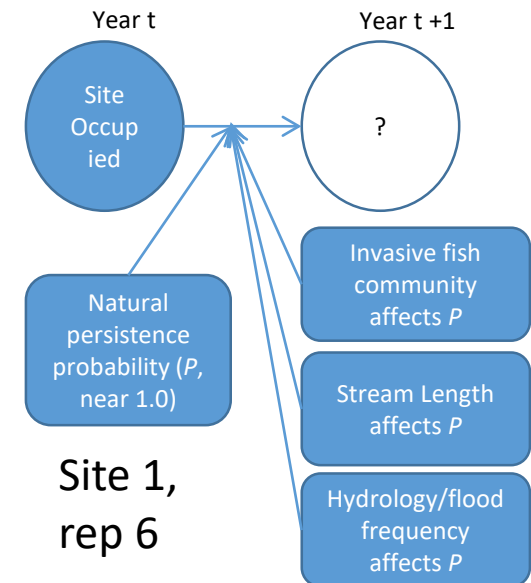 Year t
Year t +1
Site
Occup
ied
?
Natural
persistence
probability (P,
near 1.0)
Invasive fish
community
affects P
Stream Length
affects P
Hydrology/flood
frequency
affects P
Site 1,
rep 6